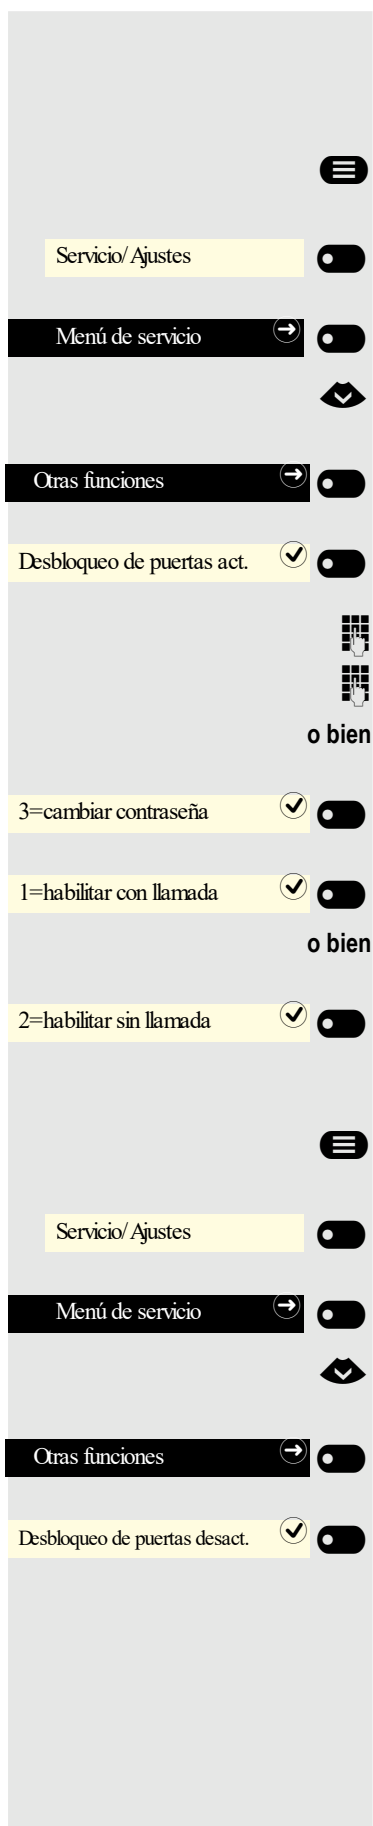 Servicio/Ajustes
Menú de servicio
Otras funciones
Desbloqueo de puertas act.
o bien
3=cambiar contraseña
1=habilitar con llamada
o bien
2=habilitar sin llamada
Servicio/Ajustes
Menú de servicio
Otras funciones
Desbloqueo de puertas desact.